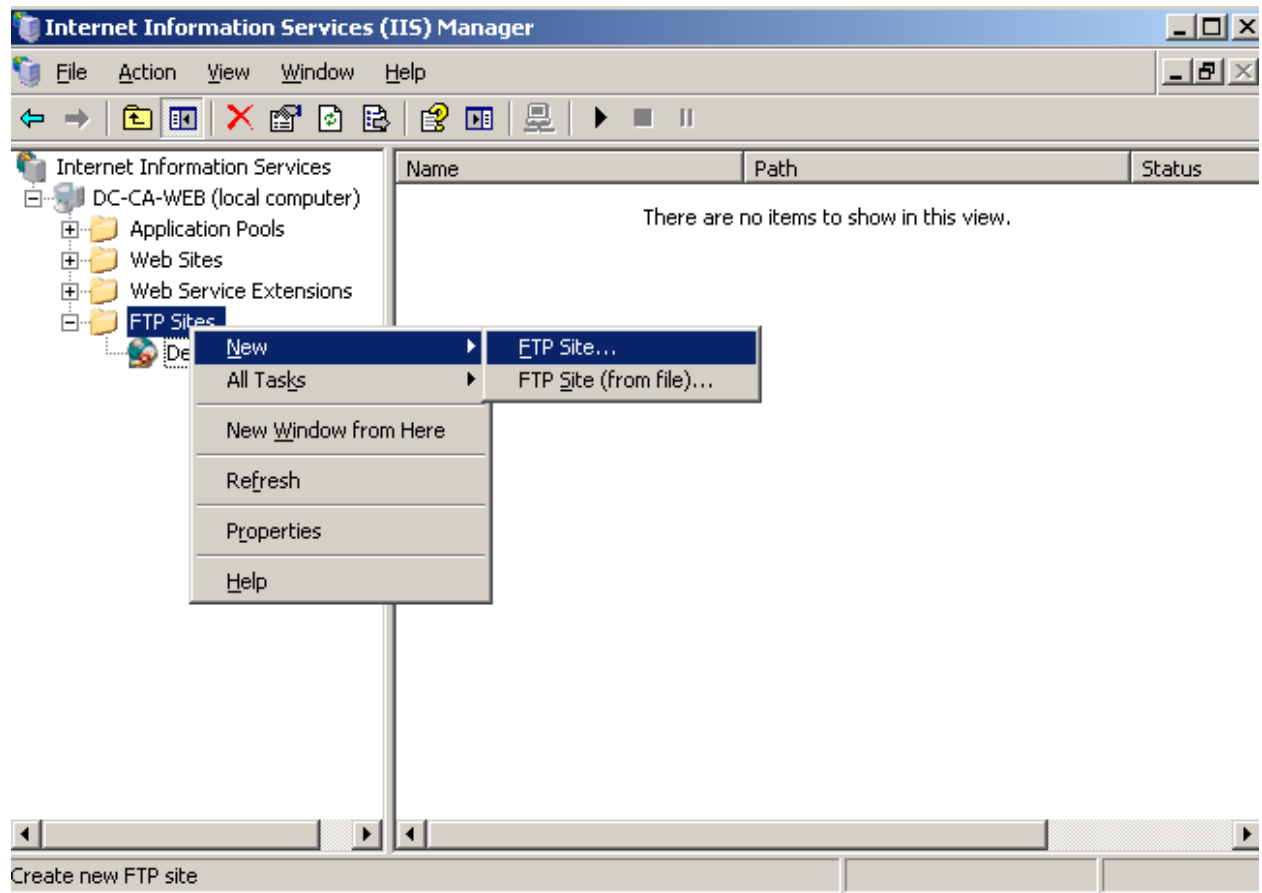 Internet Information Services (IIS) Manager
File Action View Window Help
Internet Information Services
DC-CA-WEB (local computer)
Application Pools
Web Sites
Web Service Extensions
FTP Sites
De
Name Path Status
There are no items to show in this view.
New
All Tasks
New Window from Here
Refresh
Properties
Help
FTP Site...
FTP Site (from file)...
Create new FTP site